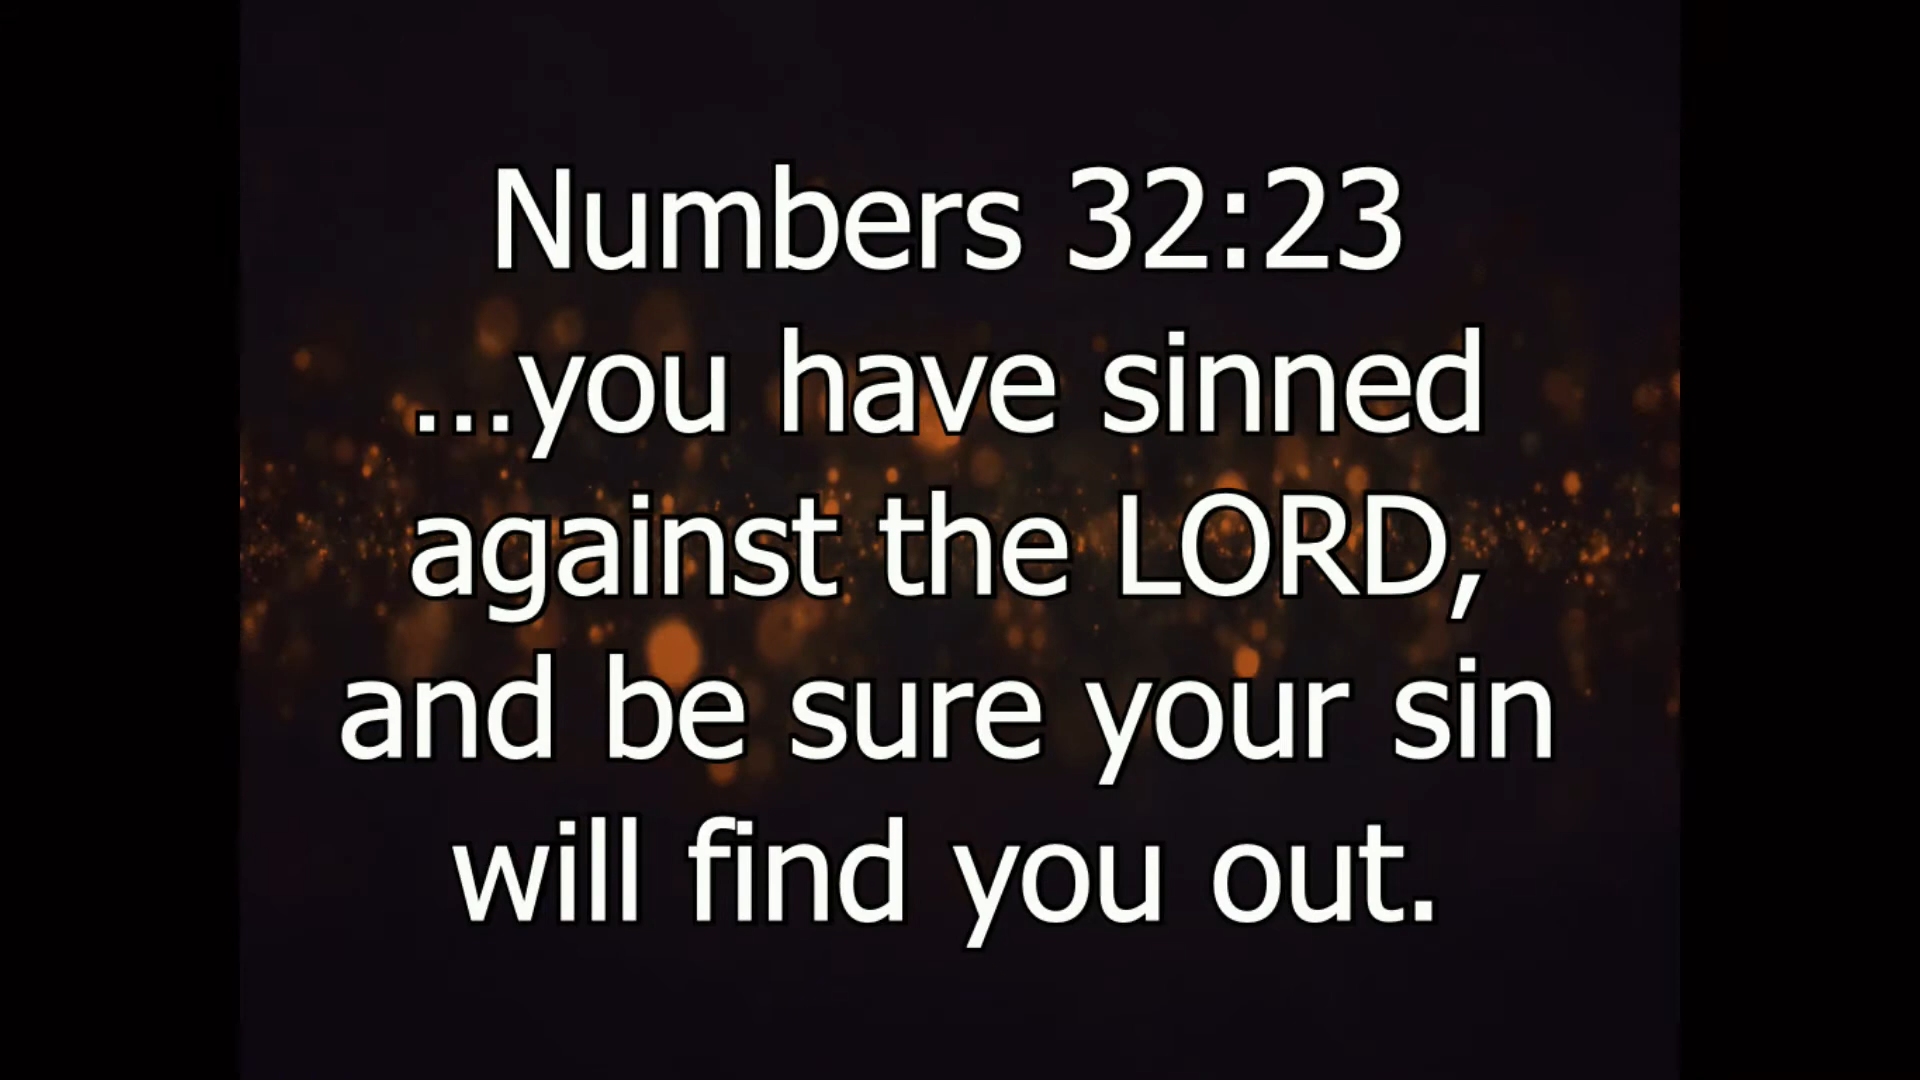 Numbers 32:23
...you have sinned
against the LORD,
and be sure your sin
will find you out.